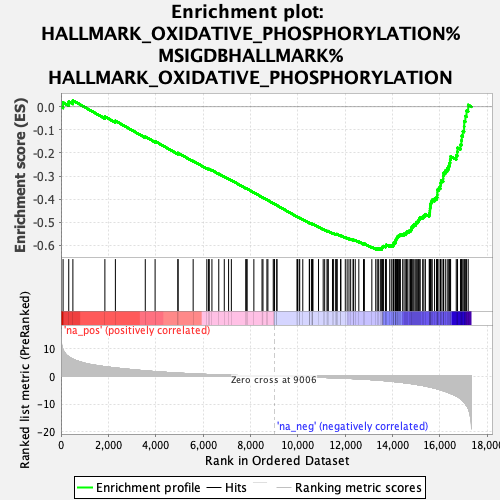 Enrichment plot:
HALLMARK_OXIDATIVE_PHOSPHORYLATION%
MSIGDBHALLMARK%
HALLMARK_OXIDATIVE_PHOSPHORYLATION
Enrichment score (ES)
0.0
-0.1
-0.2
-0.3
-0.4
-0.5
-0.6
'na_pos' (positively correlated)
Ranked list metric (PreRanked)
10
0
-10
-20
Zero cross at 9006
'na_neg' (negatively correlated)
0
2,000
4,000
6,000
8,000
10,000
12,000
14,000
16,000
18,000
Rank in Ordered Dataset
Enrichment profile
Hits
Ranking metric scores